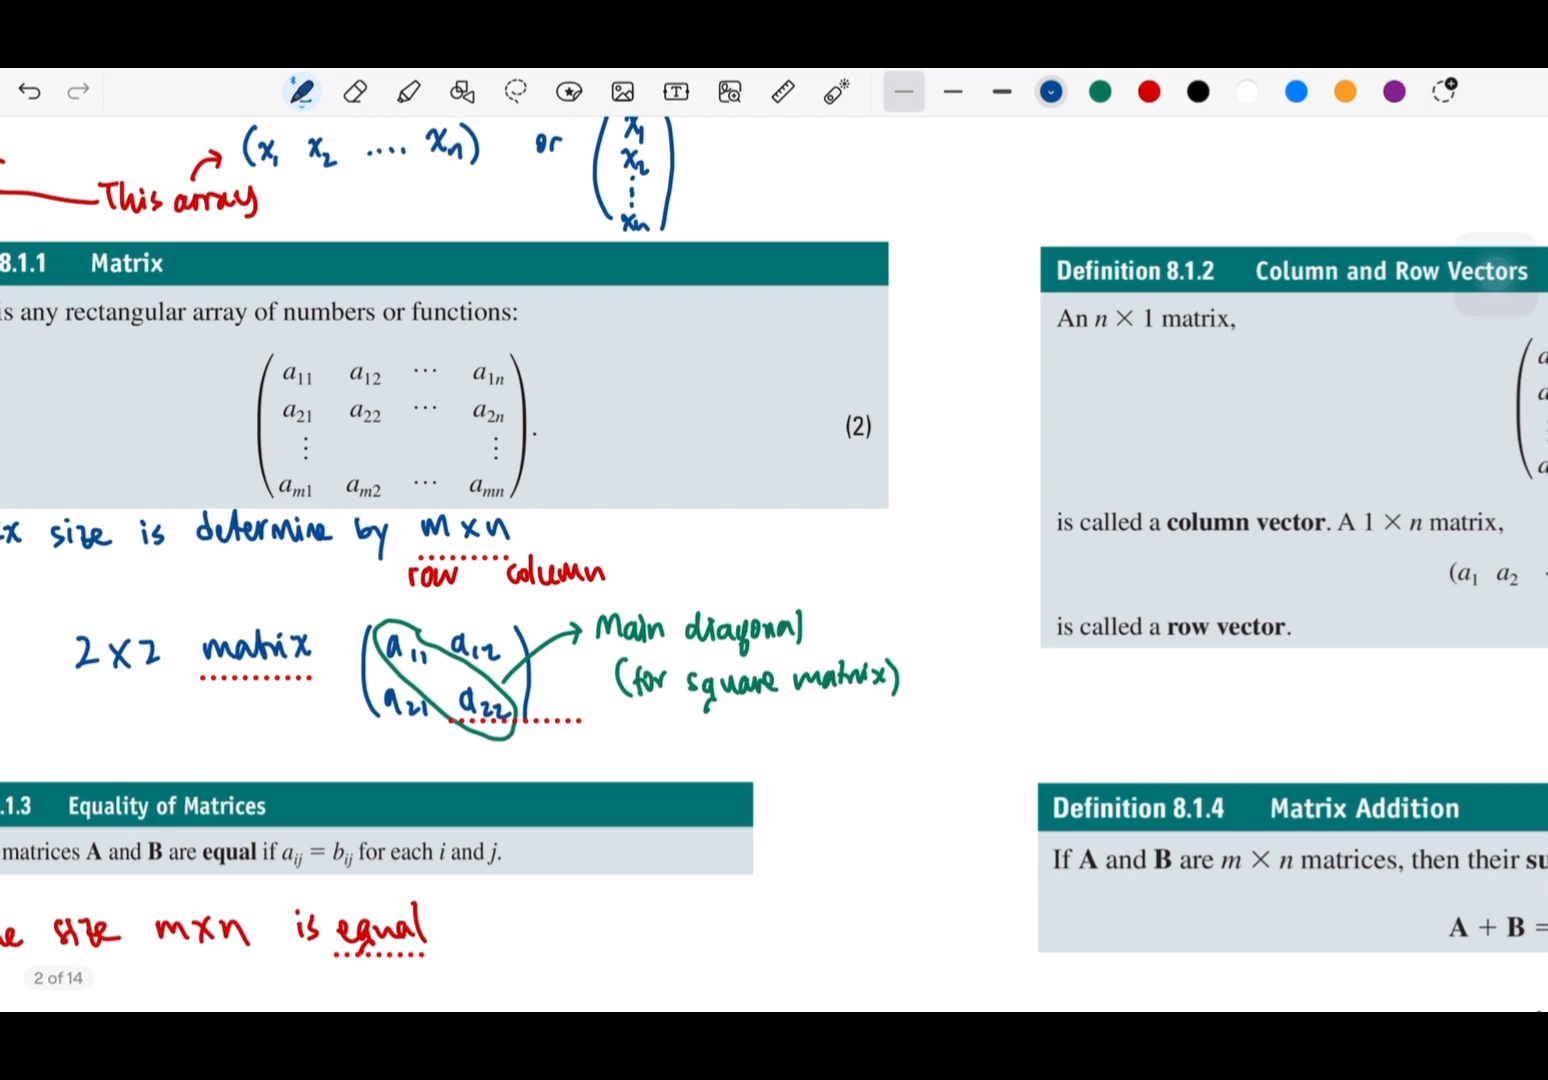 (x₁ x₂ .... xₙ) or
x₁
x₂
⋮
xₙ
This array
8.1.1 Matrix
is any rectangular array of numbers or functions:
a₁₁ a₁₂ ⋯ a₁ₙ
a₂₁ a₂₂ ⋯ a₂ₙ
⋮ ⋮
aₘ₁ aₘ₂ ⋯ aₘₙ
.
(2)
x size is determine by m×n
row column
2×2 matrix
a₁₁ a₁₂
a₂₁ a₂₂
Main diagonal
(for square matrix)
.1.3 Equality of Matrices
matrices A and B are equal if aᵢⱼ = bᵢⱼ for each i and j.
size m×n is equal
2 of 14
Definition 8.1.2 Column and Row Vectors
An n × 1 matrix,
is called a column vector. A 1 × n matrix,
(a₁ a₂
is called a row vector.
Definition 8.1.4 Matrix Addition
If A and B are m × n matrices, then their su
A + B =